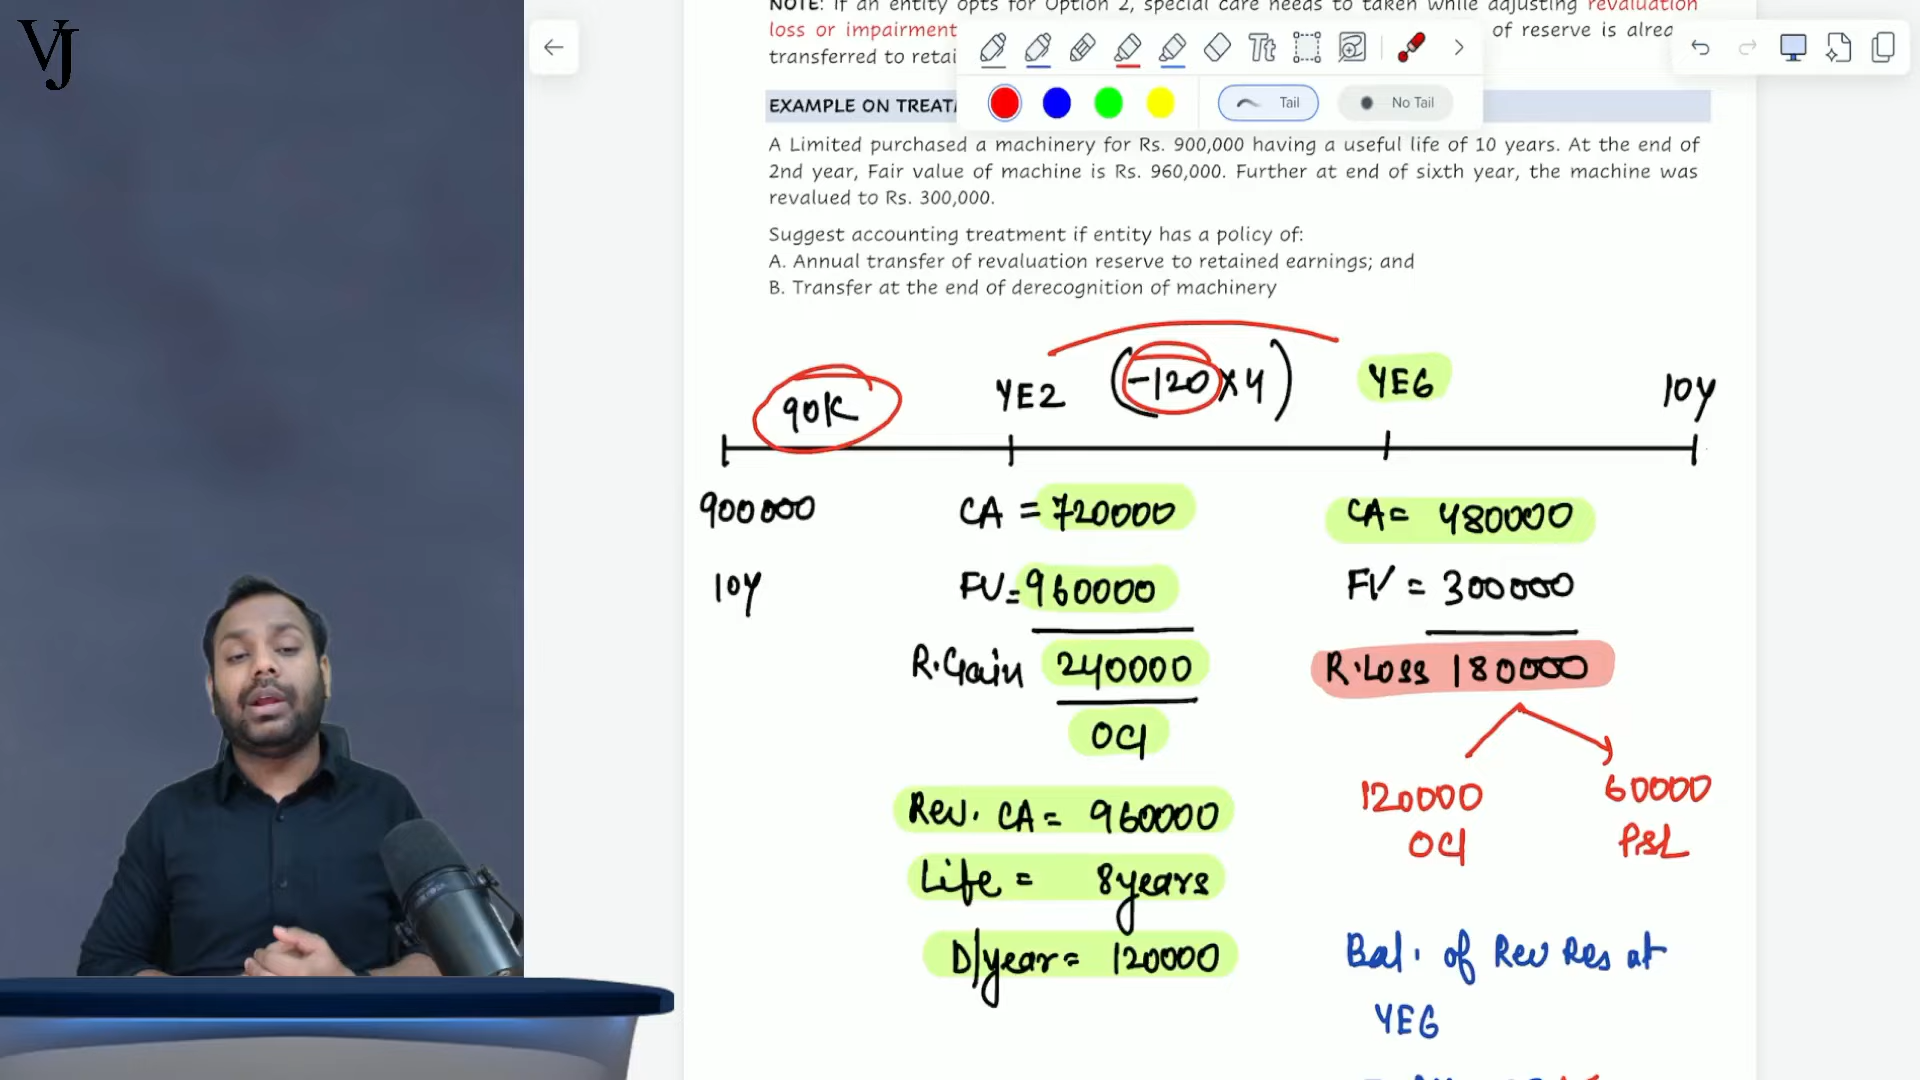 VJ
NOTE: If an entity opts for Option 2, special care needs to taken while adjusting revaluation
loss or impairment of reserve is alrea
transferred to retai
Tt
Tail
No Tail
EXAMPLE ON TREAT
A Limited purchased a machinery for Rs. 900,000 having a useful life of 10 years. At the end of
2nd year, Fair value of machine is Rs. 960,000. Further at end of sixth year, the machine was
revalued to Rs. 300,000.
Suggest accounting treatment if entity has a policy of:
A. Annual transfer of revaluation reserve to retained earnings; and
B. Transfer at the end of derecognition of machinery
90K YE2 (-120 x 4) YE6 10y
900000 CA = 720000 CA = 480000
10y FV = 960000 FV = 300000
R.Gain 240000 R.Loss 180000
OCI
120000 60000
OCI P&L
Rev. CA = 960000
Life = 8years
D/year = 120000
Bal. of Rev Res at
YE6